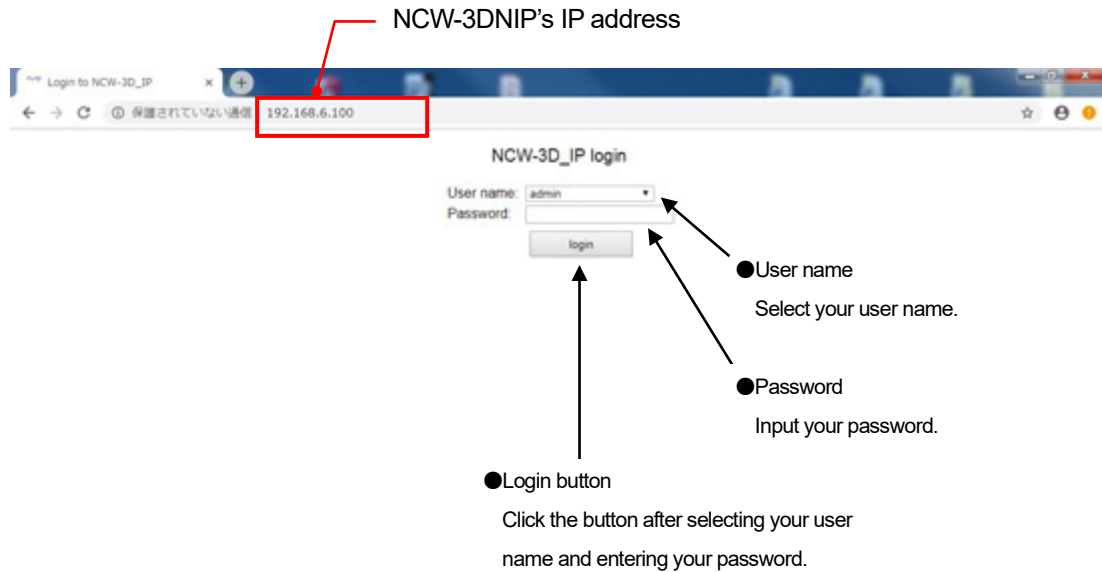 NCW-3DNIP’s IP address
Login to NCW-3D_IP
保護されていない通信 192.168.6.100
NCW-3D_IP login
User name: admin
Password:
login
●User name
Select your user name.
●Password
Input your password.
●Login button
Click the button after selecting your user
name and entering your password.